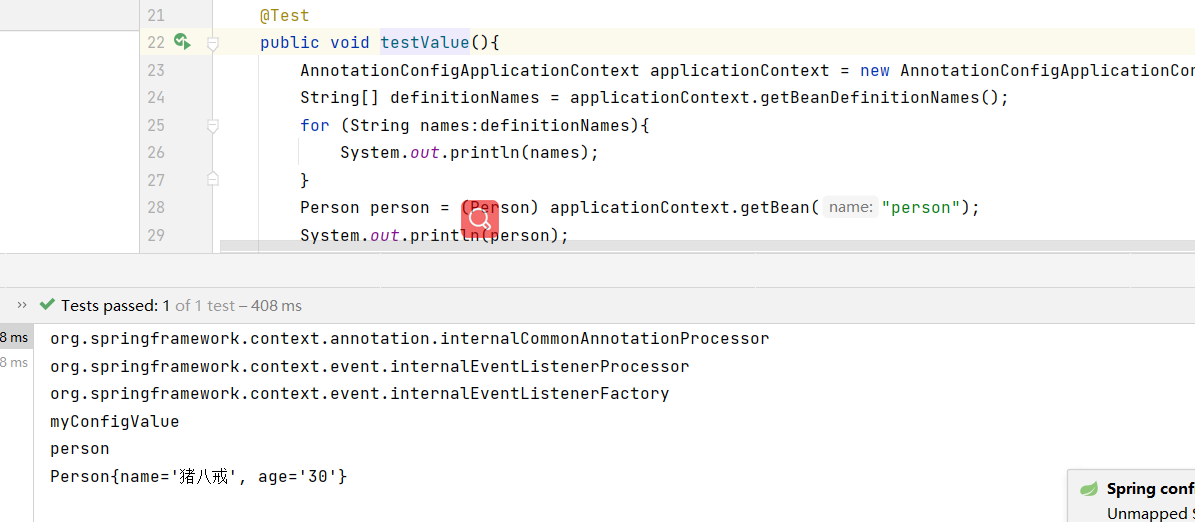 21 @Test
22 public void testValue(){
23 AnnotationConfigApplicationContext applicationContext = new AnnotationConfigApplicationCon
24 String[] definitionNames = applicationContext.getBeanDefinitionNames();
25 for (String names:definitionNames){
26 System.out.println(names);
27 }
28 Person person = (Person) applicationContext.getBean( name: "person");
29 System.out.println(person);
» Tests passed: 1 of 1 test – 408 ms
8 ms org.springframework.context.annotation.internalCommonAnnotationProcessor
8 ms org.springframework.context.event.internalEventListenerProcessor
org.springframework.context.event.internalEventListenerFactory
myConfigValue
person
Person{name='猪八戒', age='30'}
Spring conf
Unmapped S